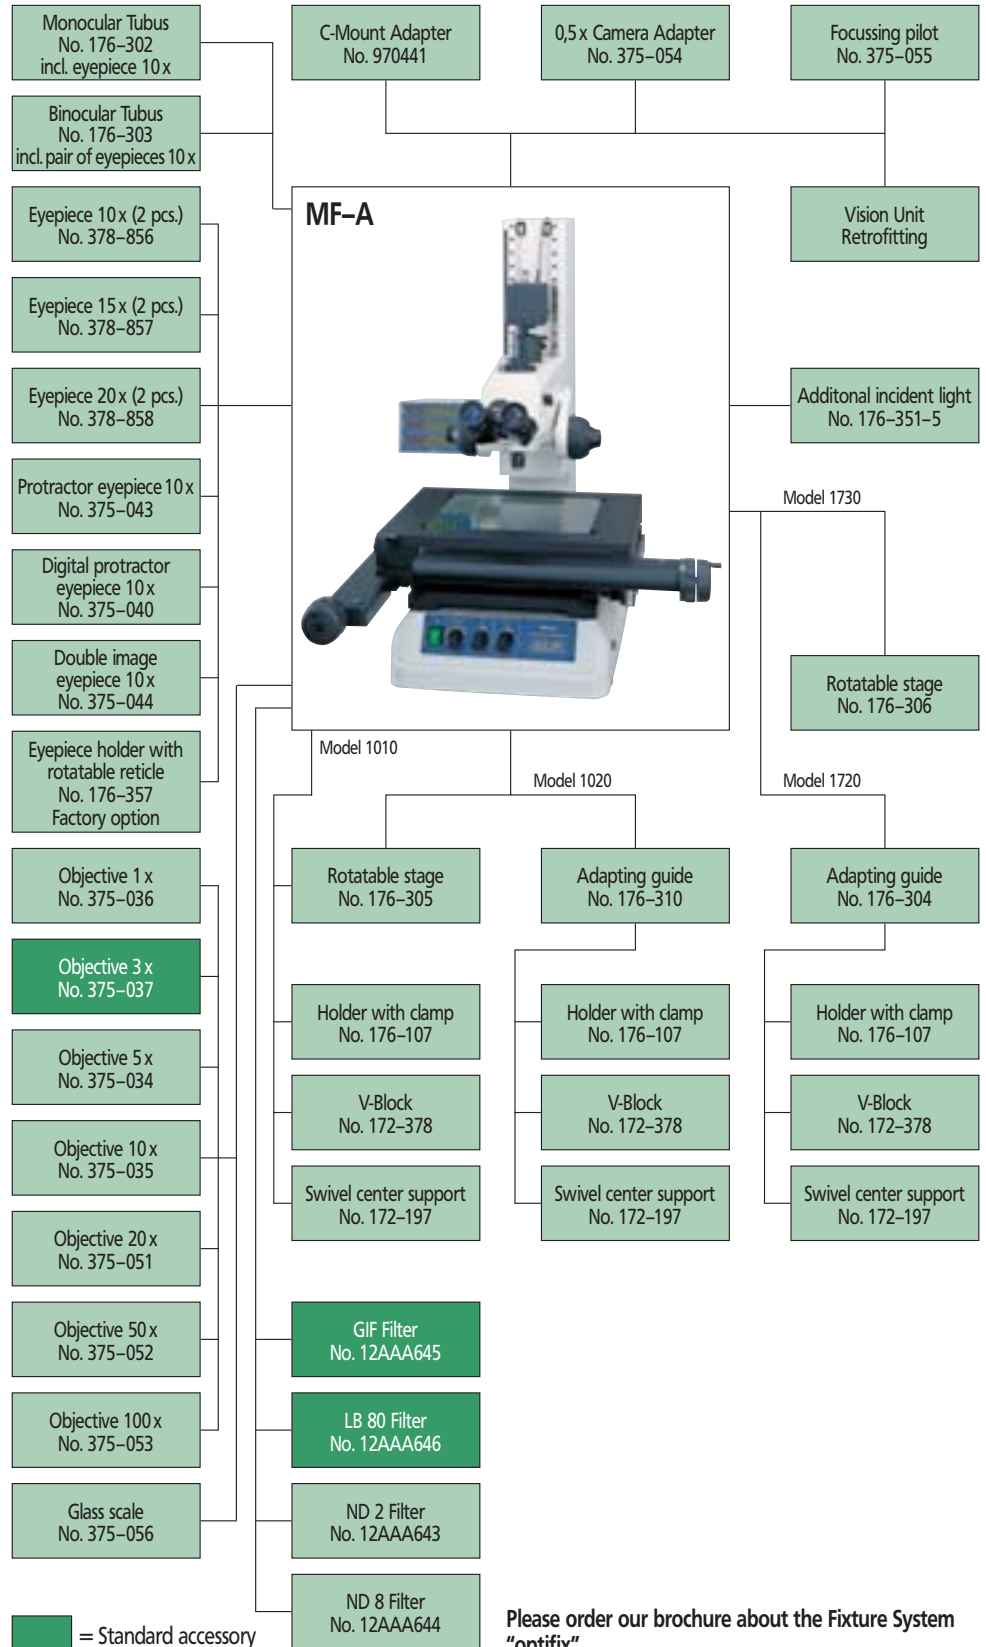 Monocular Tubus
No. 176–302
incl. eyepiece 10 x
C-Mount Adapter
No. 970441
0,5 x Camera Adapter
No. 375–054
Focussing pilot
No. 375–055
Binocular Tubus
No. 176–303
incl. pair of eyepieces 10 x
Eyepiece 10 x (2 pcs.)
No. 378–856
MF–A
Vision Unit
Retrofitting
Eyepiece 15 x (2 pcs.)
No. 378–857
Eyepiece 20 x (2 pcs.)
No. 378–858
Additonal incident light
No. 176–351–5
Protractor eyepiece 10 x
No. 375–043
Model 1730
Digital protractor
eyepiece 10 x
No. 375–040
Double image
eyepiece 10 x
No. 375–044
Rotatable stage
No. 176–306
Eyepiece holder with
rotatable reticle
No. 176–357
Factory option
Model 1010
Model 1020
Model 1720
Objective 1 x
No. 375–036
Rotatable stage
No. 176–305
Adapting guide
No. 176–310
Adapting guide
No. 176–304
Objective 3 x
No. 375–037
Holder with clamp
No. 176–107
Holder with clamp
No. 176–107
Holder with clamp
No. 176–107
Objective 5 x
No. 375–034
V-Block
No. 172–378
V-Block
No. 172–378
V-Block
No. 172–378
Objective 10 x
No. 375–035
Swivel center support
No. 172–197
Swivel center support
No. 172–197
Swivel center support
No. 172–197
Objective 20 x
No. 375–051
Objective 50 x
No. 375–052
GIF Filter
No. 12AAA645
Objective 100 x
No. 375–053
LB 80 Filter
No. 12AAA646
Glass scale
No. 375–056
ND 2 Filter
No. 12AAA643
ND 8 Filter
No. 12AAA644
= Standard accessory
Please order our brochure about the Fixture System
"optifix"